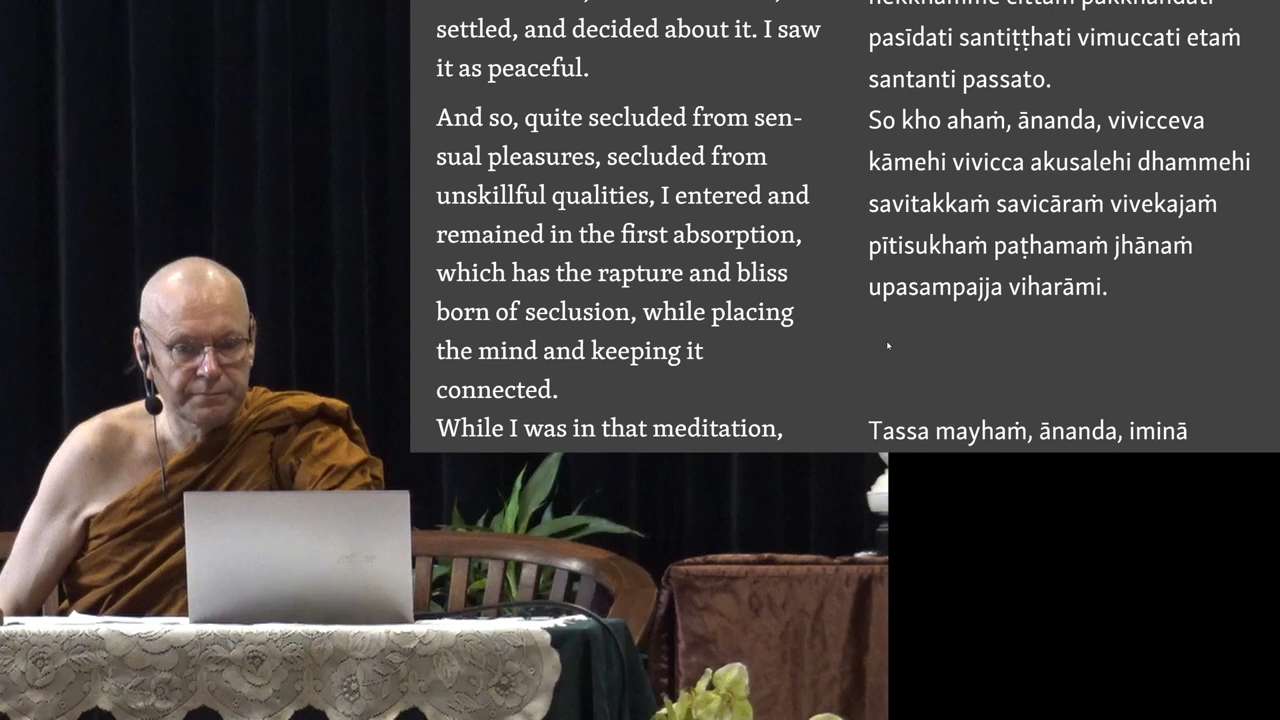 settled, and decided about it. I saw
it as peaceful.
And so, quite secluded from sen-
sual pleasures, secluded from
unskillful qualities, I entered and
remained in the first absorption,
which has the rapture and bliss
born of seclusion, while placing
the mind and keeping it
connected.
While I was in that meditation,
nekkhamme cittaṁ pakkhandati
pasīdati santiṭṭhati vimuccati etaṁ
santanti passato.
So kho ahaṁ, ānanda, vivicceva
kāmehi vivicca akusalehi dhammehi
savitakkaṁ savicāraṁ vivekajaṁ
pītisukhaṁ paṭhamaṁ jhānaṁ
upasampajja viharāmi.
Tassa mayhaṁ, ānanda, iminā